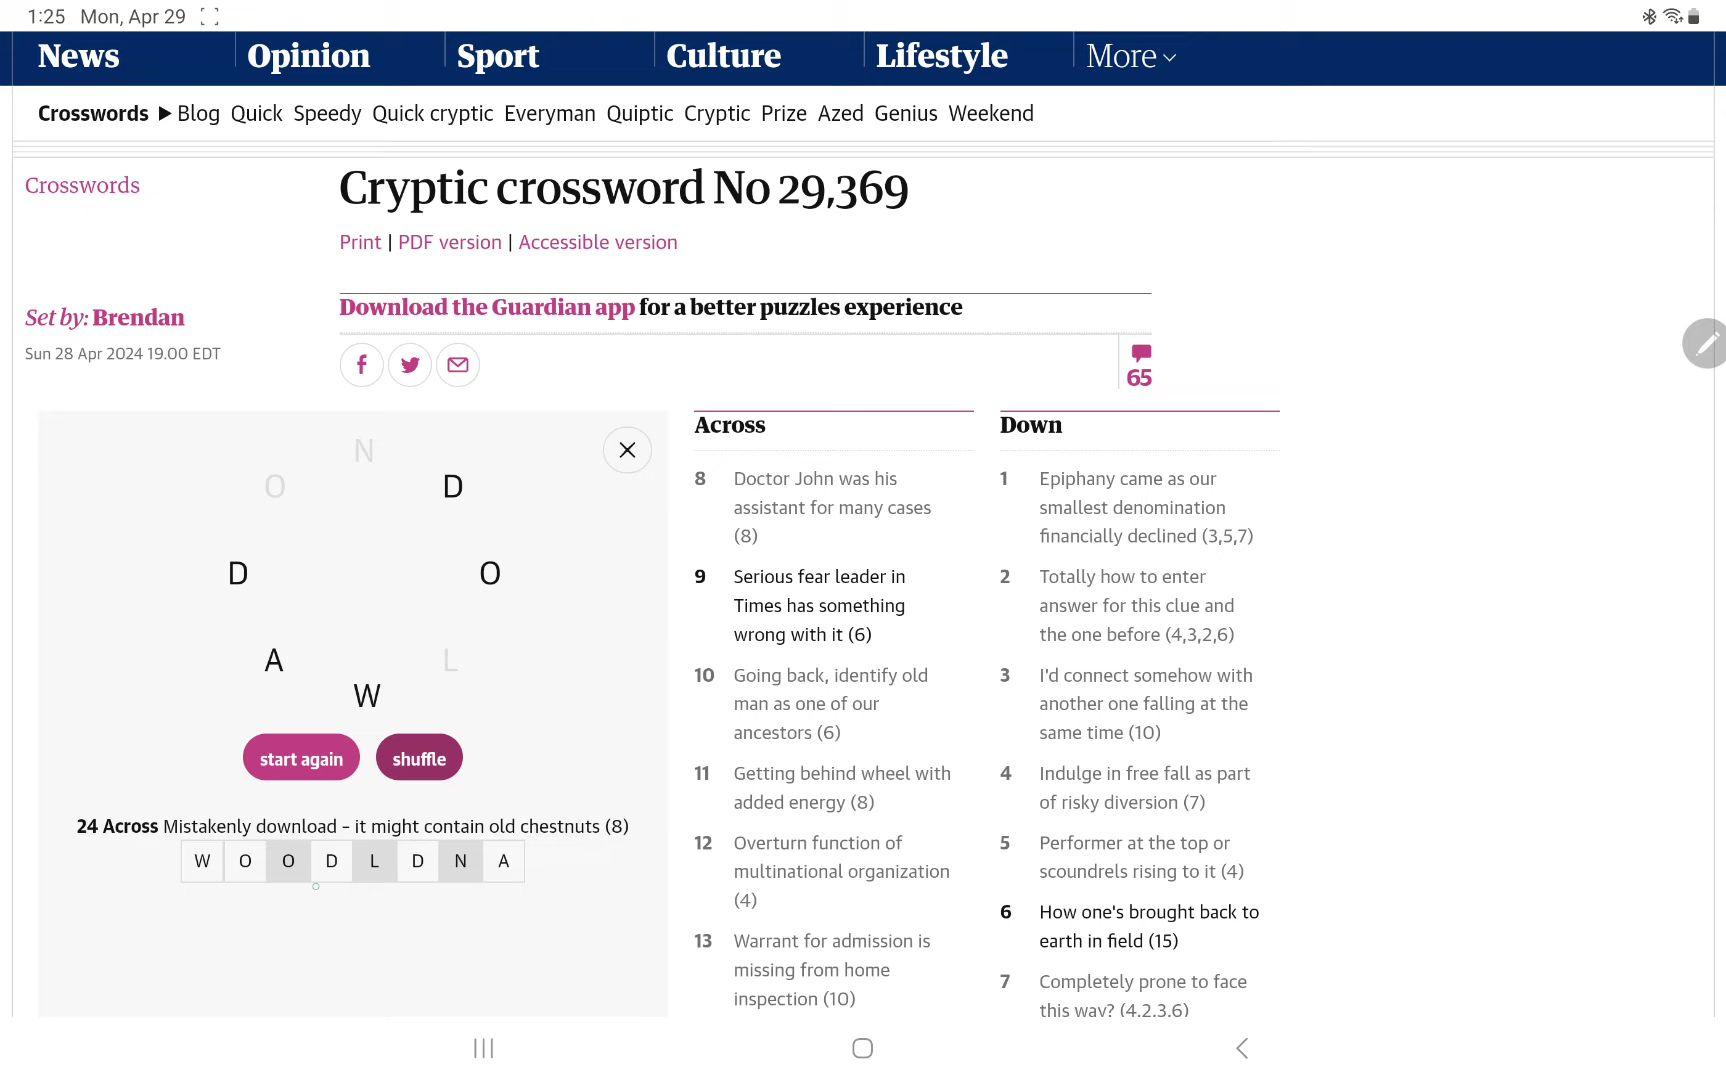 1:25 Mon, Apr 29
News Opinion Sport Culture Lifestyle More
Crosswords Blog Quick Speedy Quick cryptic Everyman Quiptic Cryptic Prize Azed Genius Weekend
Crosswords
Cryptic crossword No 29,369
Print | PDF version | Accessible version
Set by: Brendan
Sun 28 Apr 2024 19.00 EDT
Download the Guardian app for a better puzzles experience
65
N
O
D
D
O
A
L
W
start again
shuffle
24 Across Mistakenly download – it might contain old chestnuts (8)
W O O D L D N A
Across
8 Doctor John was his
assistant for many cases
(8)
9 Serious fear leader in
Times has something
wrong with it (6)
10 Going back, identify old
man as one of our
ancestors (6)
11 Getting behind wheel with
added energy (8)
12 Overturn function of
multinational organization
(4)
13 Warrant for admission is
missing from home
inspection (10)
Down
1 Epiphany came as our
smallest denomination
financially declined (3,5,7)
2 Totally how to enter
answer for this clue and
the one before (4,3,2,6)
3 I'd connect somehow with
another one falling at the
same time (10)
4 Indulge in free fall as part
of risky diversion (7)
5 Performer at the top or
scoundrels rising to it (4)
6 How one's brought back to
earth in field (15)
7 Completely prone to face
this way? (4,2,3,6)